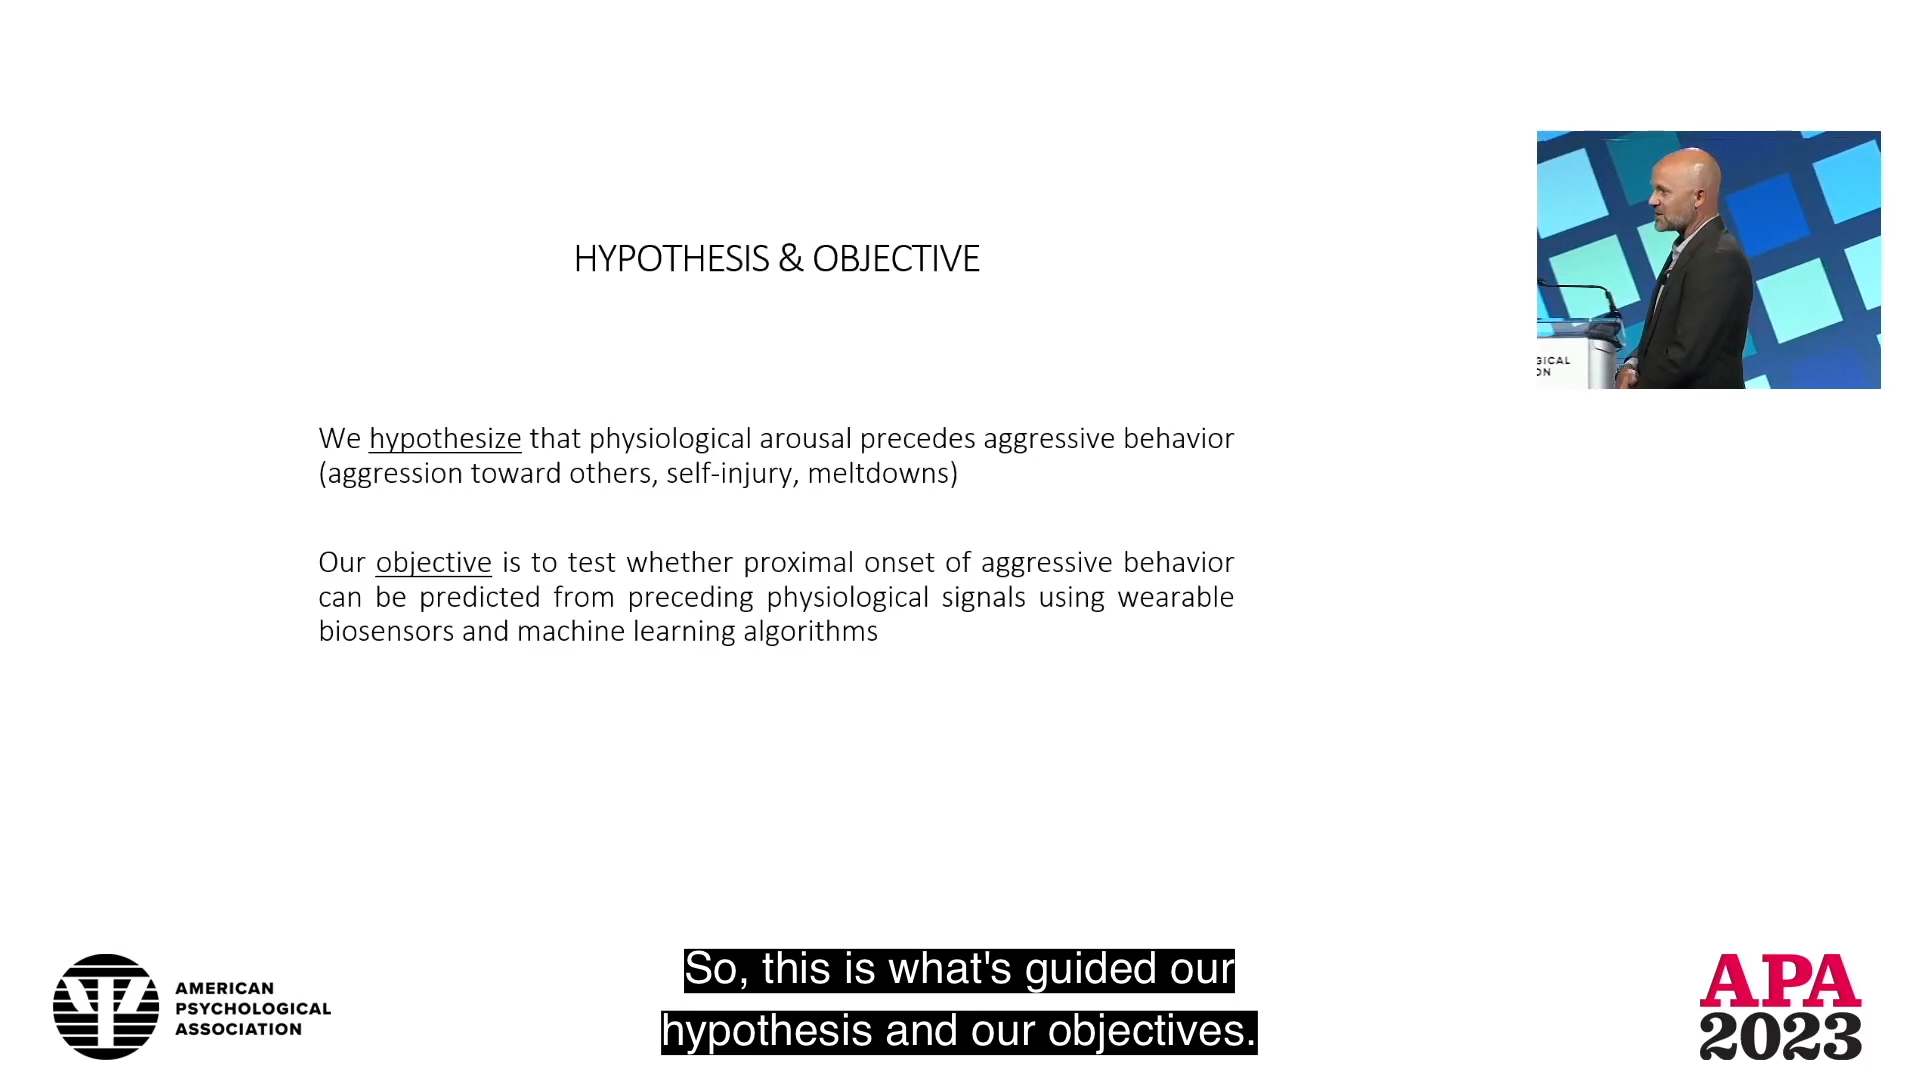 HYPOTHESIS & OBJECTIVE
We hypothesize that physiological arousal precedes aggressive behavior
(aggression toward others, self-injury, meltdowns)
Our objective is to test whether proximal onset of aggressive behavior
can be predicted from preceding physiological signals using wearable
biosensors and machine learning algorithms
GICAL
ON
So, this is what's guided our
hypothesis and our objectives.
AMERICAN
PSYCHOLOGICAL
ASSOCIATION
APA
2023